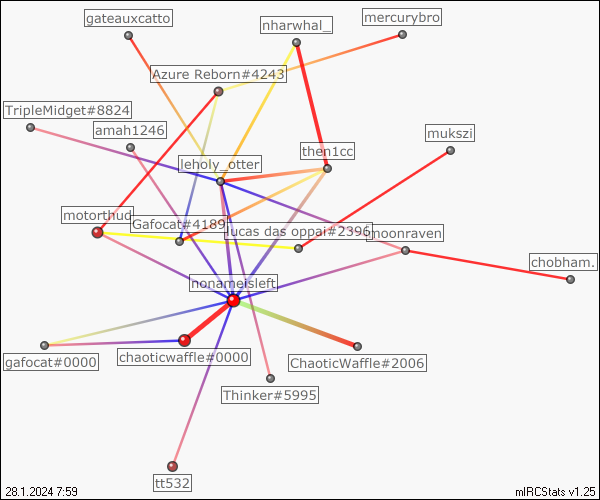 gateauxcatto
nharwhal_
mercurybro
Azure Reborn#4243
TripleMidget#8824
amah1246
mukszi
then1cc
leholy_otter
motorthud
Gafocat#4189
lucas das oppai#2396
moonraven
chobham.
nonameisleft
gafocat#0000
chaoticwaffle#0000
ChaoticWaffle#2006
Thinker#5995
tt532
28.1.2024 7:59
mIRCStats v1.25